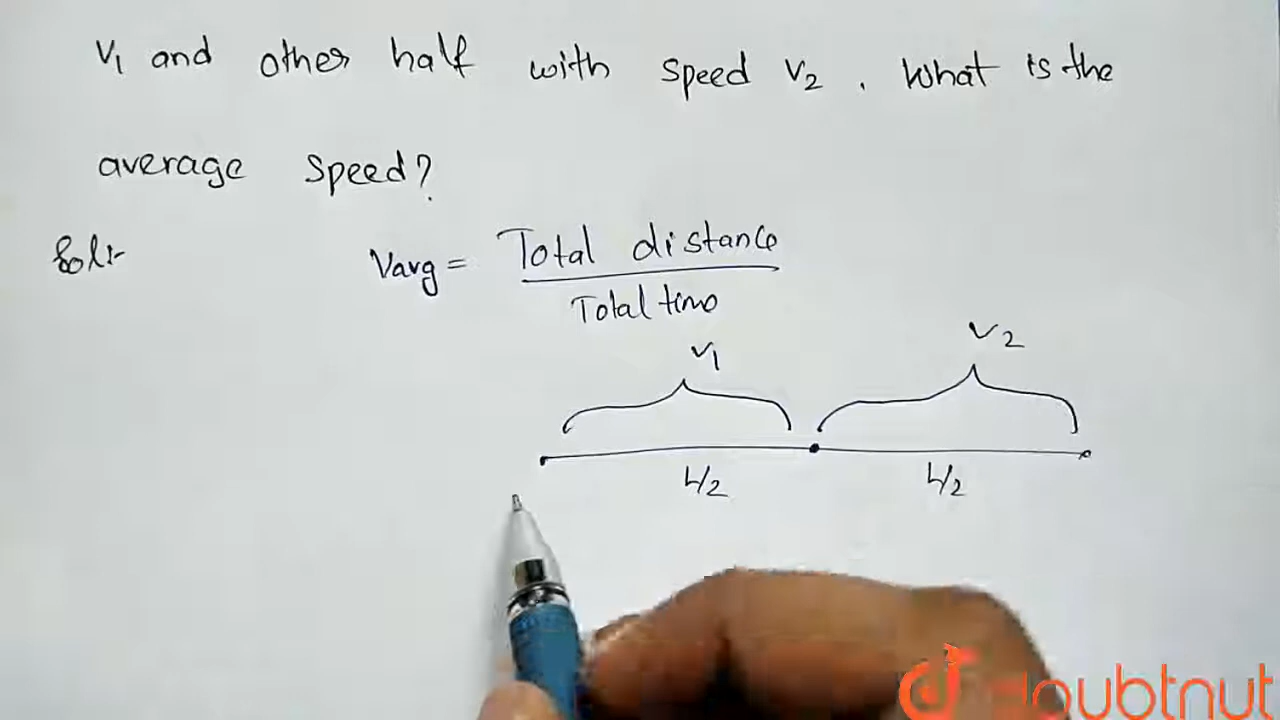 V1 and other half with speed V2. What is the
average speed?
Sol:-
Vavg = Total distance
Total time
V1
V2
L/2
L/2
doubtnut